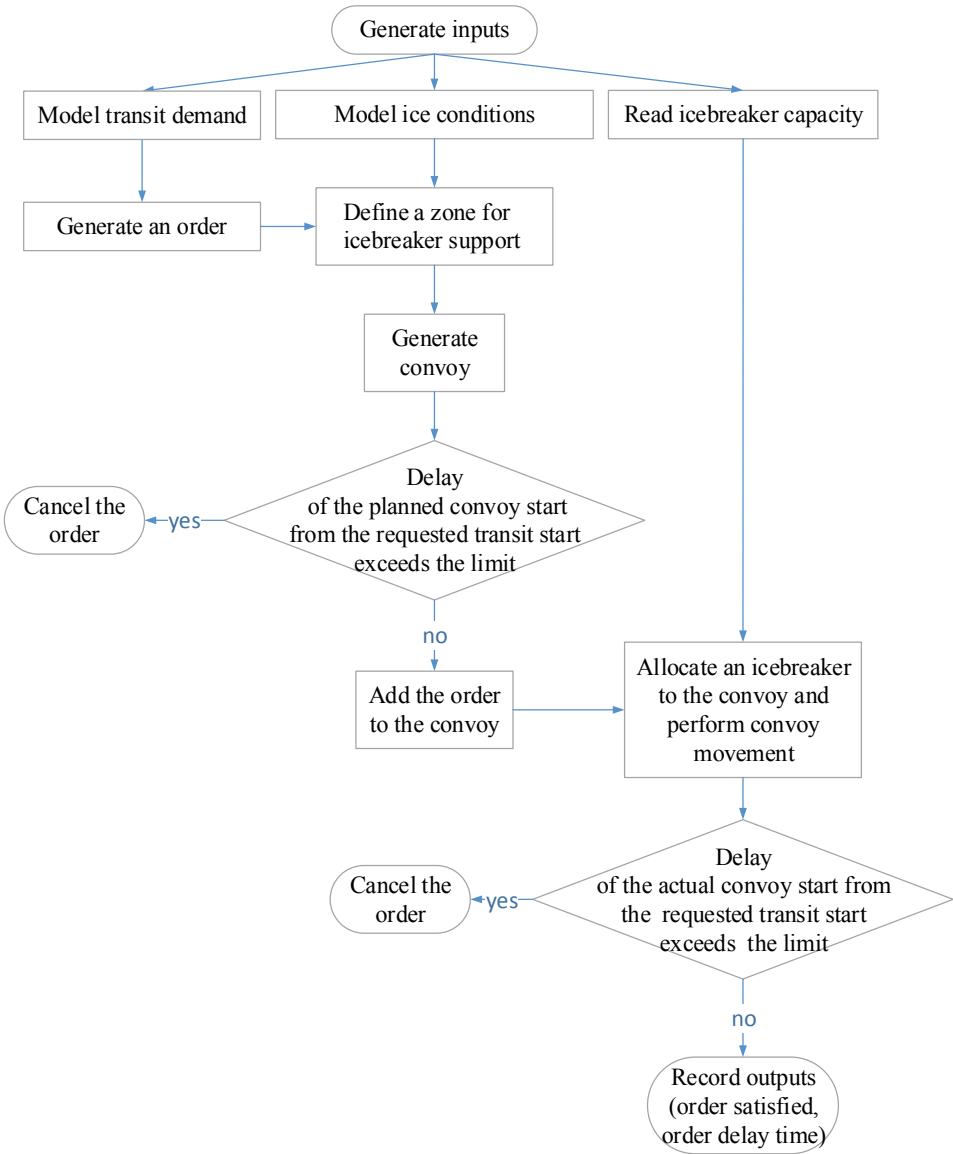 Generate inputs
Model transit demand
Model ice conditions
Read icebreaker capacity
Generate an order
Define a zone for
icebreaker support
Generate
convoy
Delay
of the planned convoy start
from the requested transit start
exceeds the limit
yes
Cancel the
order
no
Add the order
to the convoy
Allocate an icebreaker
to the convoy and
perform convoy
movement
Delay
of the actual convoy start from
the requested transit start
exceeds the limit
yes
Cancel the
order
no
Record outputs
(order satisfied,
order delay time)